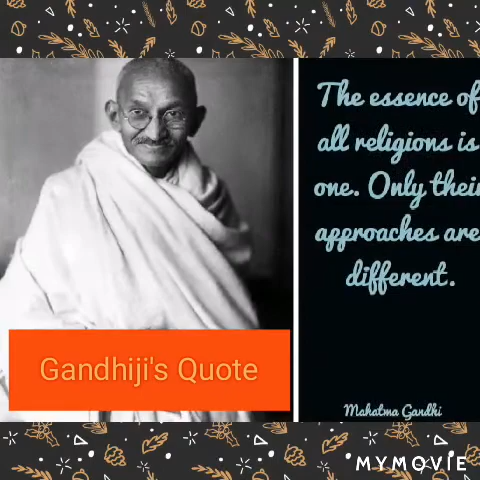 The essence of
all religions is
one. Only their
approaches are
different.
Mahatma Gandhi
Gandhiji's Quote
MYMOVIE